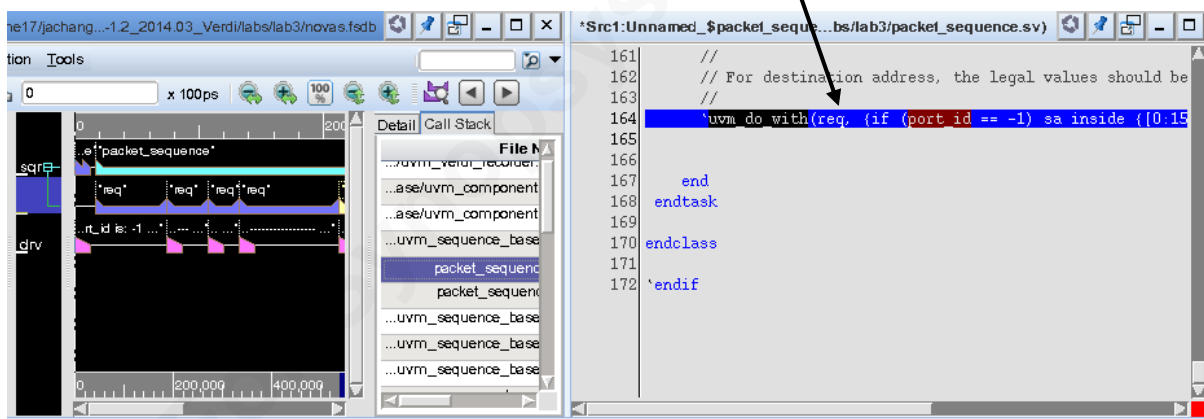 ne17/jachang...-1.2_2014.03_Verdi/labs/lab3/novas.fsdb
tion Tools
0 x 100ps 100%
0 200
..e "packet_sequence"
sqr
"req" "req" "req" "req"
..rt_id is: -1 ..." ..--- ..." ..---------------- ..."
drv
0 200,000 400,000
Detail Call Stack
File N
.../uvm_verdi_recorder.
...ase/uvm_component
...ase/uvm_component
...uvm_sequence_base
packet_sequenc
packet_sequenc
...uvm_sequence_base
...uvm_sequence_base
...uvm_sequence_base
*Src1:Unnamed_$packet_seque...bs/lab3/packet_sequence.sv)
161 //
162 // For destination address, the legal values should be
163 //
164 `uvm_do_with(req, {if (port_id == -1) sa inside {[0:15
165
166
167 end
168 endtask
169
170 endclass
171
172 `endif